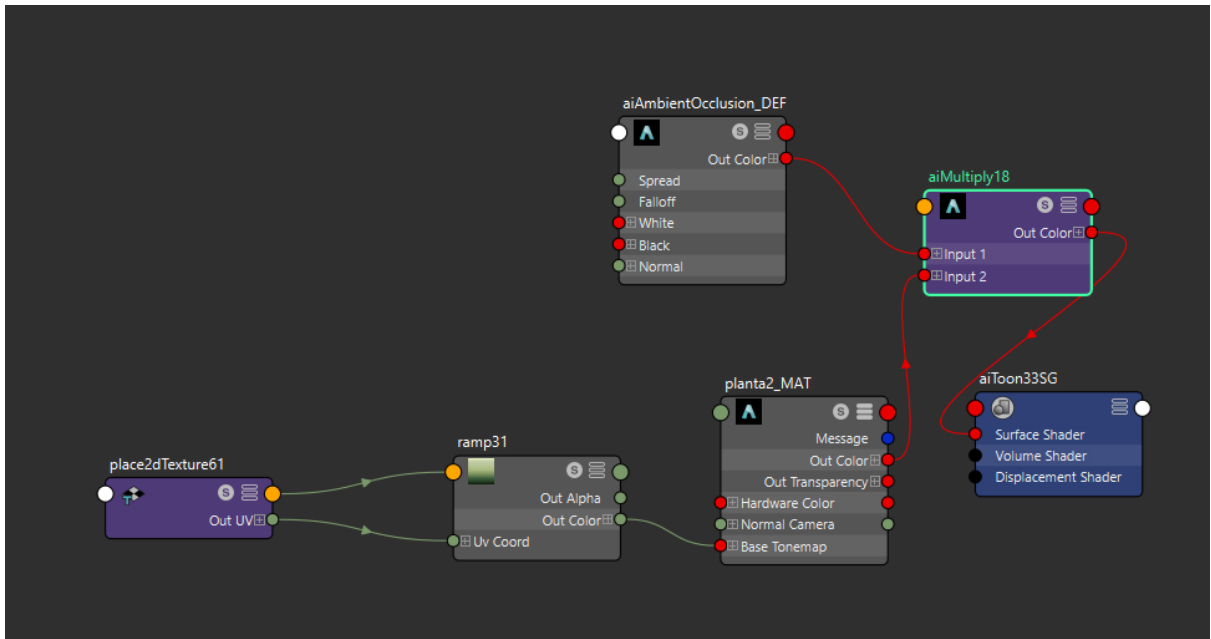 aiAmbientOcclusion_DEF
S
Out Color
Spread
Falloff
White
Black
Normal
aiMultiply18
S
Out Color
Input 1
Input 2
planta2_MAT
S
Message
Out Color
Out Transparency
Hardware Color
Normal Camera
Base Tonemap
aiToon33SG
Surface Shader
Volume Shader
Displacement Shader
ramp31
S
Out Alpha
Out Color
Uv Coord
place2dTexture61
S
Out UV